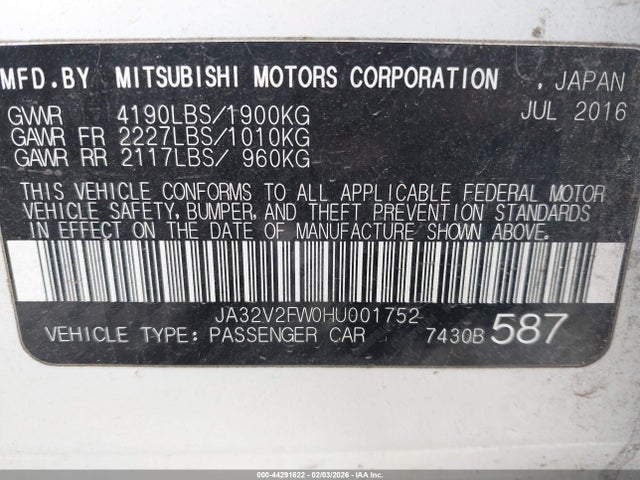 MFD.BY MITSUBISHI MOTORS CORPORATION , JAPAN
GVWR 4190LBS/1900KG JUL 2016
GAWR FR 2227LBS/1010KG
GAWR RR 2117LBS/ 960KG
THIS VEHICLE CONFORMS TO ALL APPLICABLE FEDERAL MOTOR
VEHICLE SAFETY, BUMPER, AND THEFT PREVENTION STANDARDS
IN EFFECT ON THE DATE OF MANUFACTURE SHOWN ABOVE.
JA32V2FW0HU001752
VEHICLE TYPE: PASSENGER CAR 7430B 587
000-44291622 - 02/03/2026 - IAAI.COM